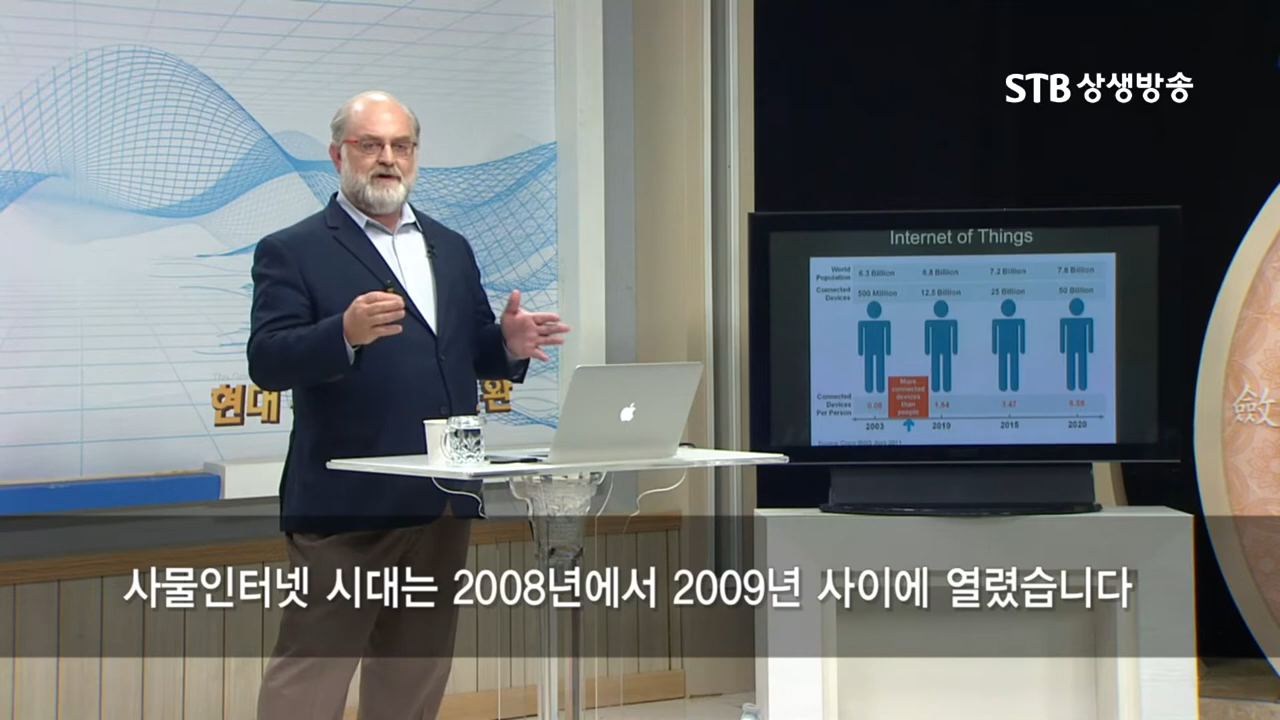 STB 상생방송
Internet of Things
World Population 6.3 Billion 6.8 Billion 7.2 Billion 7.6 Billion
Connected Devices 500 Million 12.5 Billion 25 Billion 50 Billion
More
connected
devices
than
people
Connected Devices Per Person 0.08 1.84 3.47 6.58
2003 2010 2015 2020
현대
환
斂
사물인터넷 시대는 2008년에서 2009년 사이에 열렸습니다